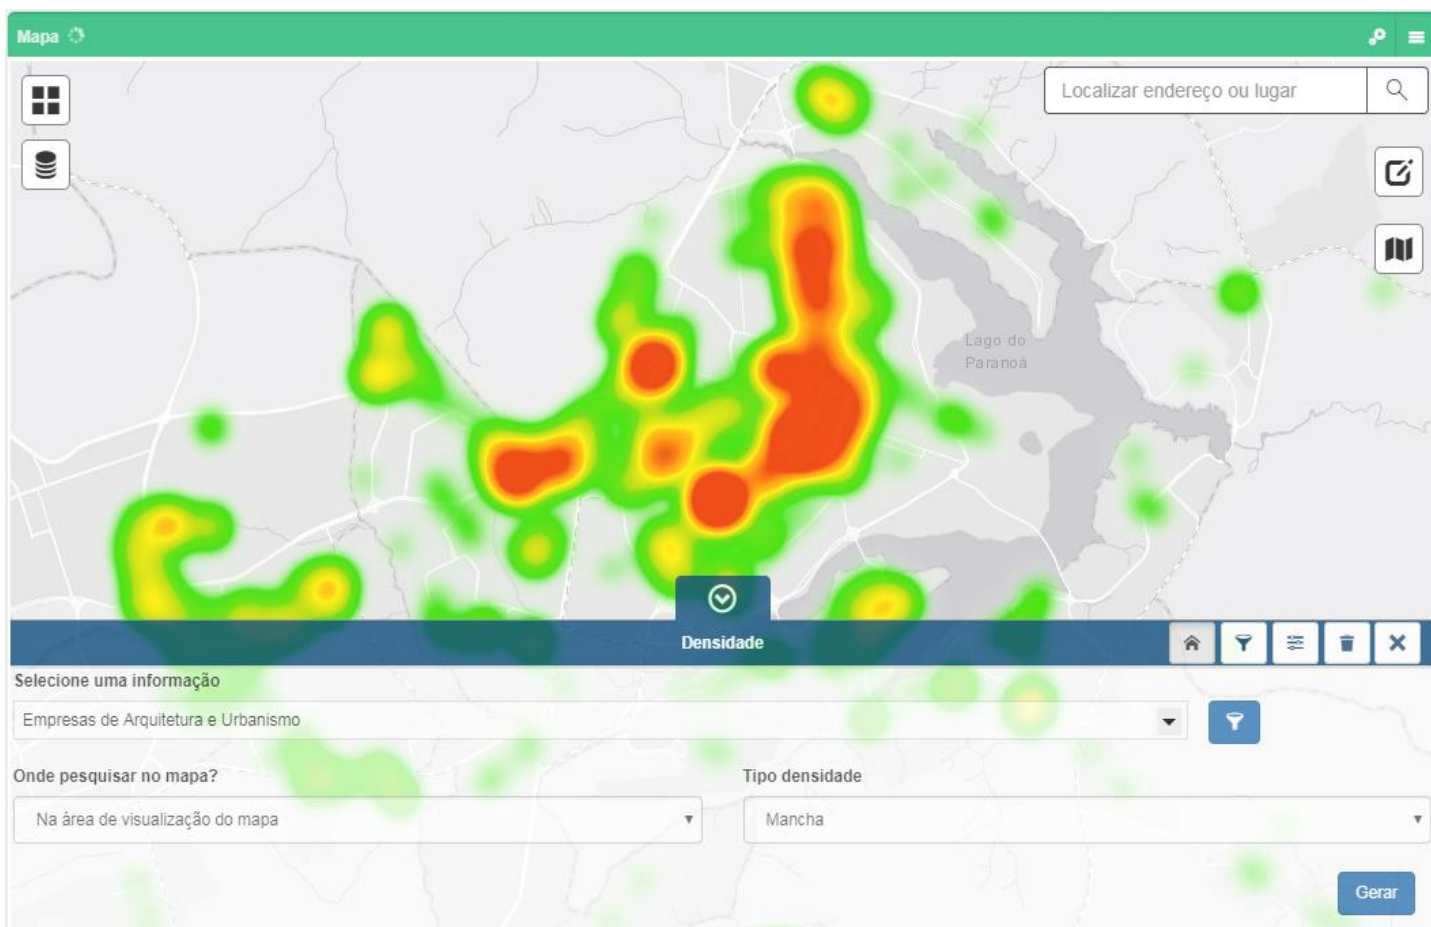 Mapa
Localizar endereço ou lugar
Lago do
Paranoá
Densidade
Selecione uma informação
Empresas de Arquitetura e Urbanismo
Onde pesquisar no mapa?
Tipo densidade
Na área de visualização do mapa
Mancha
Gerar